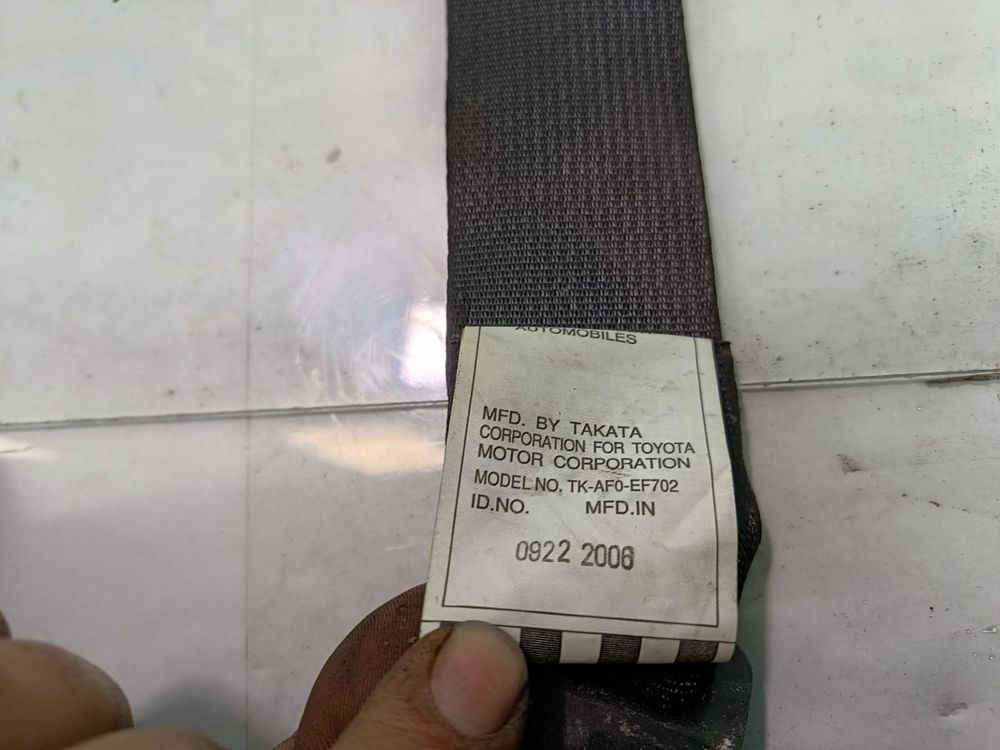 AUTOMOBILES
MFD. BY TAKATA
CORPORATION FOR TOYOTA
MOTOR CORPORATION
MODEL NO. TK-AF0-EF702
ID.NO. MFD.IN
0922 2006